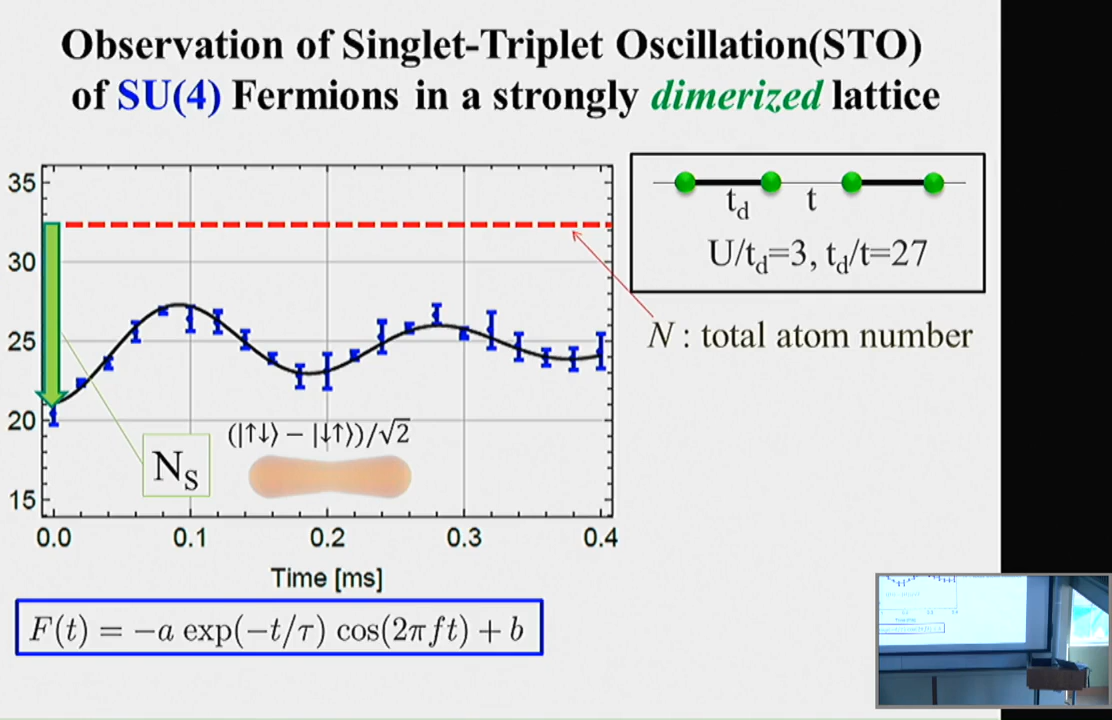 Observation of Singlet-Triplet Oscillation(STO)
of SU(4) Fermions in a strongly dimerized lattice
35
30
25
20
15
0.0 0.1 0.2 0.3 0.4
Time [ms]
N_S
(|↑↓⟩ − |↓↑⟩)/√2
t_d t
U/t_d=3, t_d/t=27
N : total atom number
F(t) = −a exp(−t/τ) cos(2πft) + b